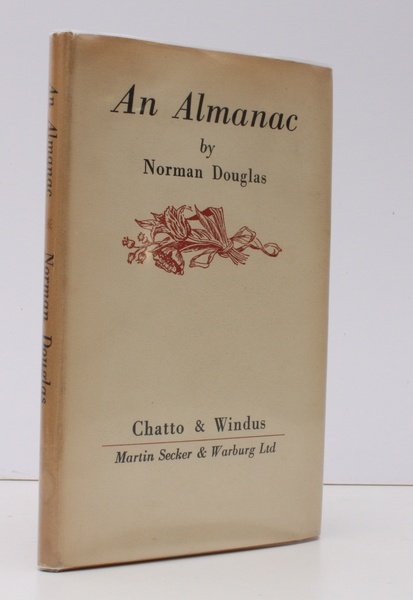 An Almanac
by
Norman Douglas
Chatto & Windus
Martin Secker & Warburg Ltd
An Almanac * Norman Douglas